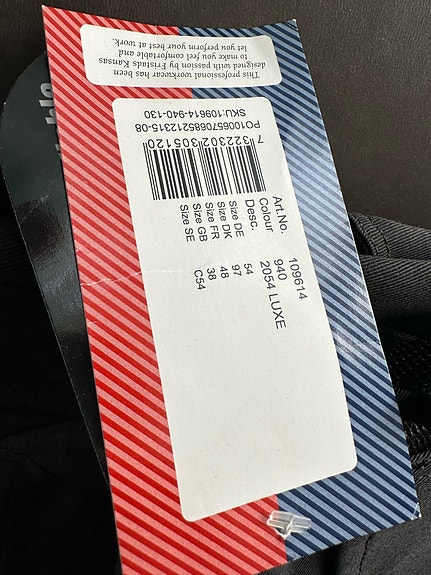 This professional workwear has been
designed with passion by Fristads Kansas
to make you feel comfortable and
let you perform your best at work.
SKU:109614-940-130
7 322302 305120
Art.No. 109614
Colour 940
Desc. 2054 LUXE
Size DE 54
Size DK 97
Size FR 48
Size GB 38
Size SE C54